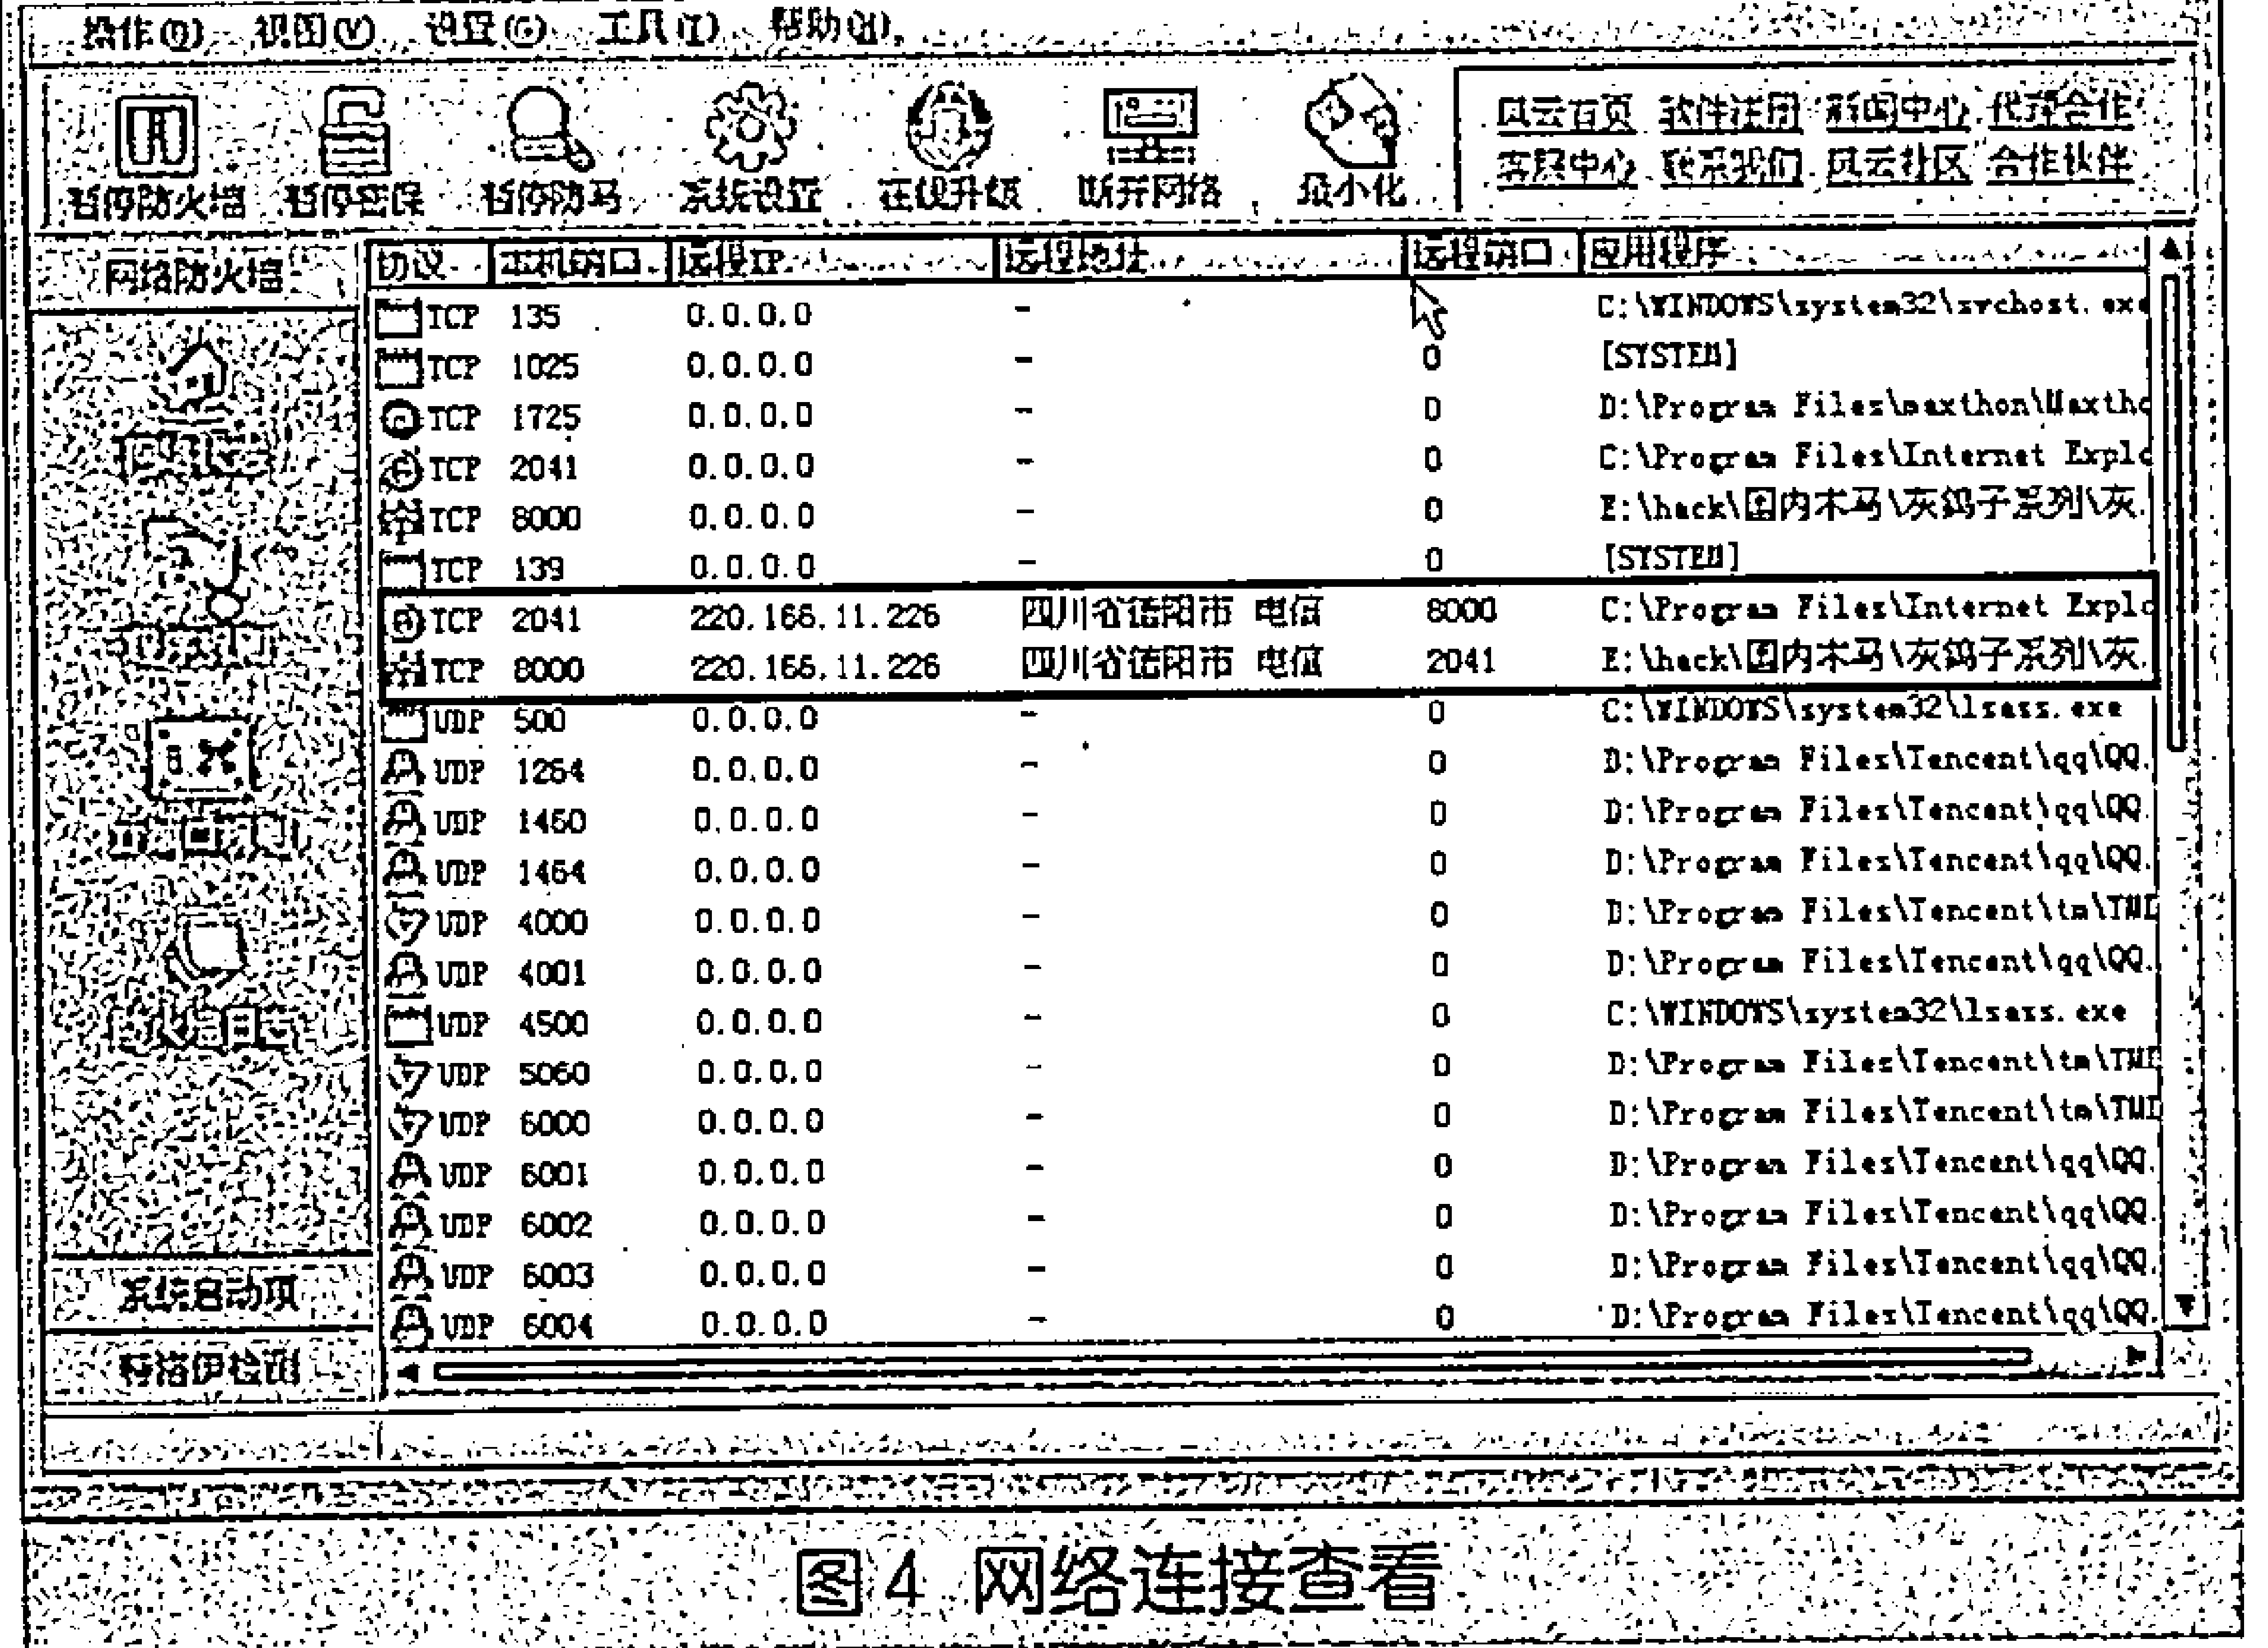 操作(O) 视图(V) 设置(G) 工具(T) 帮助(H)
暂停防火墙 暂停密保 暂停防马 系统设置 在线升级 断开网络 最小化
风云首页 软件注册 新闻中心 代理合作
客服中心 联系我们 风云社区 合作伙伴
网络防火墙
协议 本机端口 远程IP 远程地址 远程端口 应用程序
TCP 135 0.0.0.0 - C:\WINDOWS\system32\svchost.exe
TCP 1025 0.0.0.0 - 0 [SYSTEM]
TCP 1725 0.0.0.0 - 0 D:\Program Files\maxthon\Maxtho
TCP 2041 0.0.0.0 - 0 C:\Program Files\Internet Explo
TCP 8000 0.0.0.0 - 0 E:\hack\国内木马\灰鸽子系列\灰.
TCP 139 0.0.0.0 - 0 [SYSTEM]
TCP 2041 220.166.11.226 四川省德阳市 电信 8000 C:\Program Files\Internet Explo
TCP 8000 220.166.11.226 四川省德阳市 电信 2041 E:\hack\国内木马\灰鸽子系列\灰.
UDP 500 0.0.0.0 - 0 C:\WINDOWS\system32\lsass.exe
UDP 1264 0.0.0.0 - 0 D:\Program Files\Tencent\qq\QQ.
UDP 1460 0.0.0.0 - 0 D:\Program Files\Tencent\qq\QQ.
UDP 1464 0.0.0.0 - 0 D:\Program Files\Tencent\qq\QQ.
UDP 4000 0.0.0.0 - 0 D:\Program Files\Tencent\tm\TMD
UDP 4001 0.0.0.0 - 0 D:\Program Files\Tencent\qq\QQ.
UDP 4500 0.0.0.0 - 0 C:\WINDOWS\system32\lsass.exe
UDP 5060 0.0.0.0 - 0 D:\Program Files\Tencent\tm\TMD
UDP 6000 0.0.0.0 - 0 D:\Program Files\Tencent\tm\TMD
UDP 6001 0.0.0.0 - 0 D:\Program Files\Tencent\qq\QQ.
UDP 6002 0.0.0.0 - 0 D:\Program Files\Tencent\qq\QQ.
UDP 6003 0.0.0.0 - 0 D:\Program Files\Tencent\qq\QQ.
UDP 6004 0.0.0.0 - 0 D:\Program Files\Tencent\qq\QQ.
防火墙日志
系统启动项
特洛伊检测
图4 网络连接查看